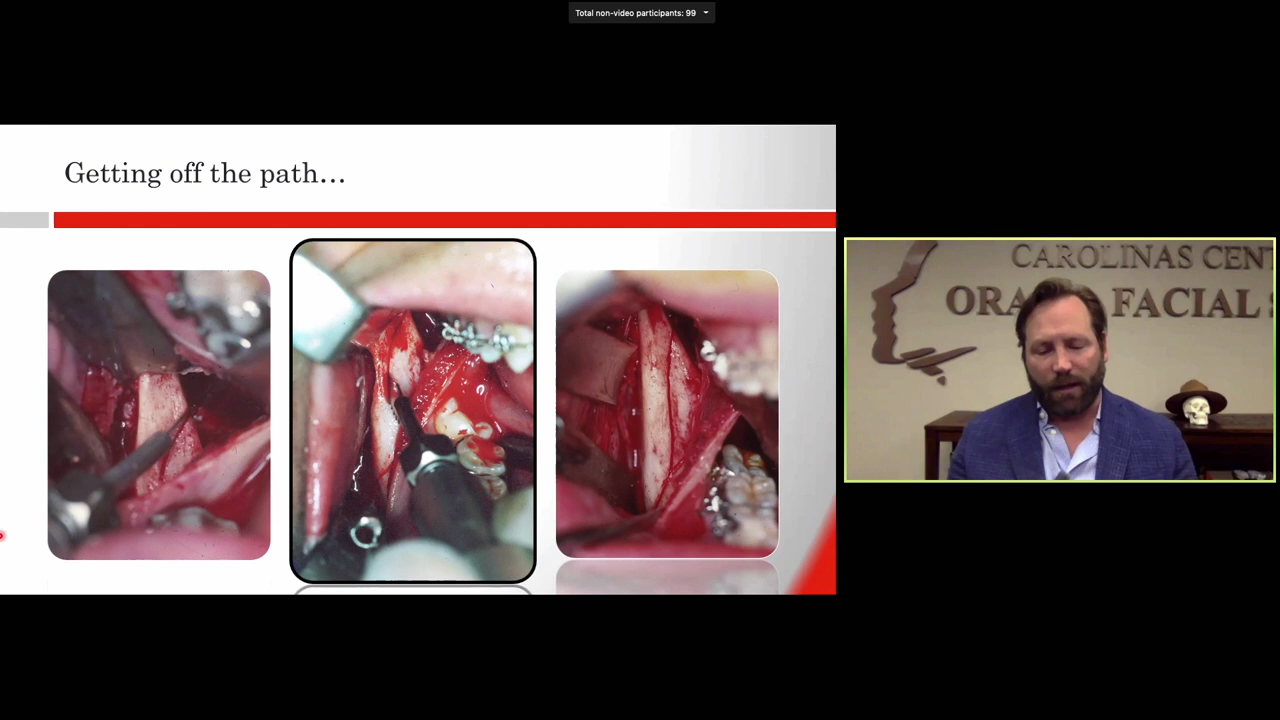 Total non-video participants: 99
Getting off the path...
CAROLINAS CENT
ORA
FACIAL S